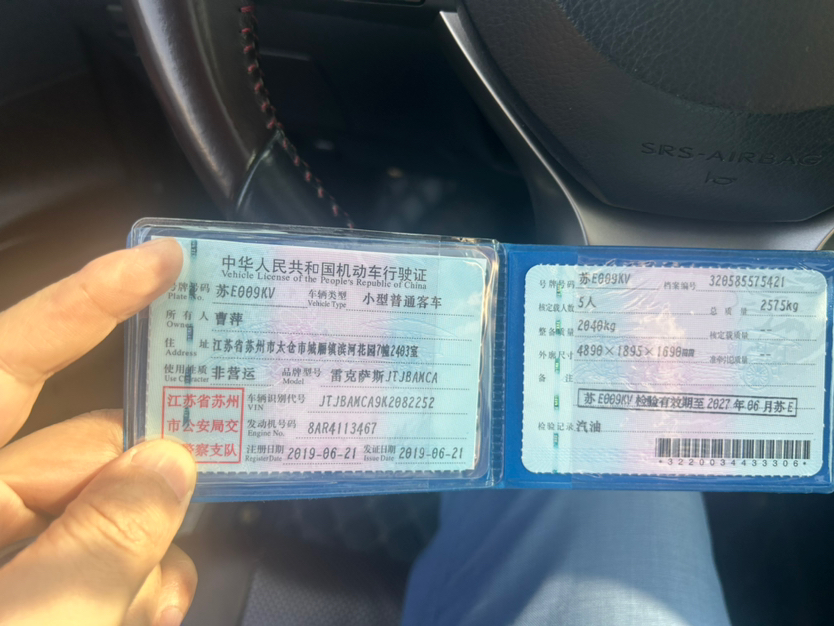 SRS-AIRBAG
中华人民共和国机动车行驶证
Vehicle License of the People's Republic of China
号牌号码 苏E009KV 车辆类型 小型普通客车
Plate No. Vehicle Type
所有人 曹萍
Owner
住址 江苏省苏州市太仓市城厢镇滨河花园7幢2403室
Address
使用性质 非营运 品牌型号 雷克萨斯JTJBAMCA
Use Character Model
江苏省苏州
市公安局交
警察支队
车辆识别代号 JTJBAMCA9K2082252
VIN
发动机号码 8AR4113467
Engine No.
注册日期 2019-06-21 发证日期 2019-06-21
Register Date Issue Date
号牌号码 苏E009KV 档案编号 320585575421
核定载人数 5人 总质量 2575kg
整备质量 2040kg 核定载质量 --
外廓尺寸 4890×1895×1690mm 准牵引总质量 --
备注
苏E009KV 检验有效期至2027年06月苏E
检验记录 汽油
*3220034433306*